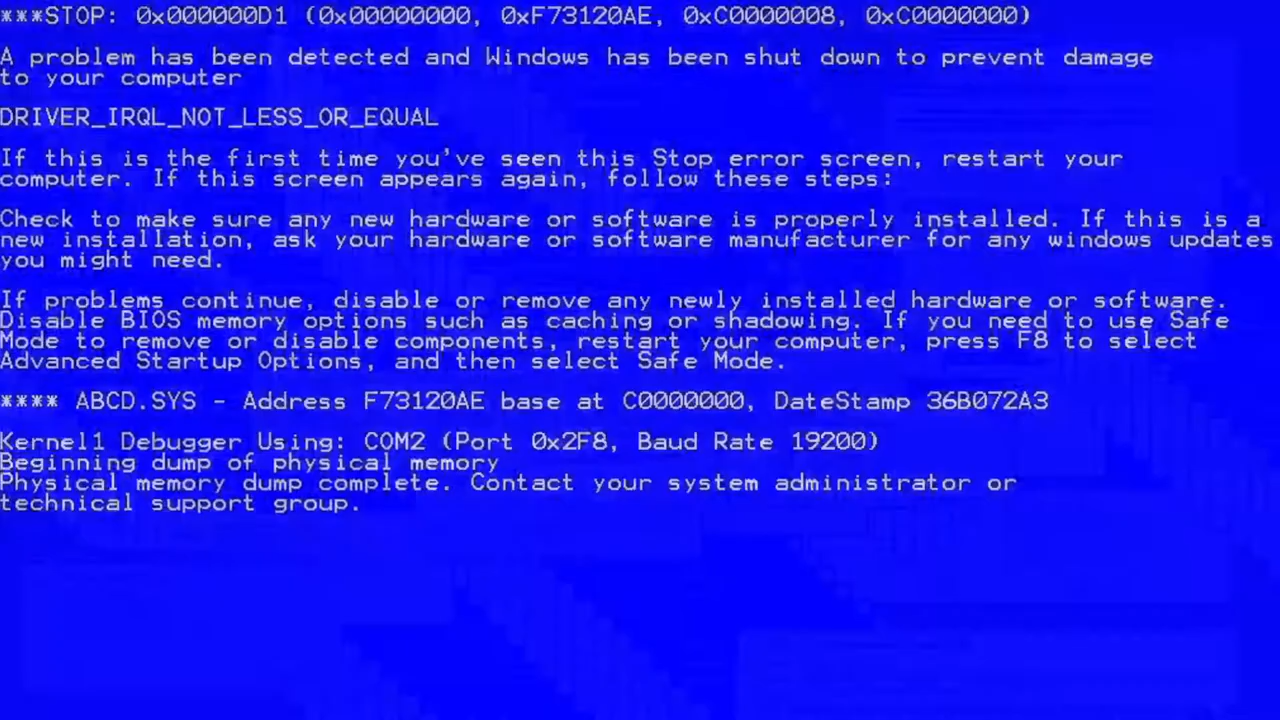 ***STOP: 0x000000D1 (0x00000000, 0xF73120AE, 0xC0000008, 0xC0000000)
A problem has been detected and Windows has been shut down to prevent damage
to your computer
DRIVER_IRQL_NOT_LESS_OR_EQUAL
If this is the first time you've seen this Stop error screen, restart your
computer. If this screen appears again, follow these steps:
Check to make sure any new hardware or software is properly installed. If this is a
new installation, ask your hardware or software manufacturer for any windows updates
you might need.
If problems continue, disable or remove any newly installed hardware or software.
Disable BIOS memory options such as caching or shadowing. If you need to use Safe
Mode to remove or disable components, restart your computer, press F8 to select
Advanced Startup Options, and then select Safe Mode.
**** ABCD.SYS - Address F73120AE base at C0000000, DateStamp 36B072A3
Kernel1 Debugger Using: COM2 (Port 0x2F8, Baud Rate 19200)
Beginning dump of physical memory
Physical memory dump complete. Contact your system administrator or
technical support group.